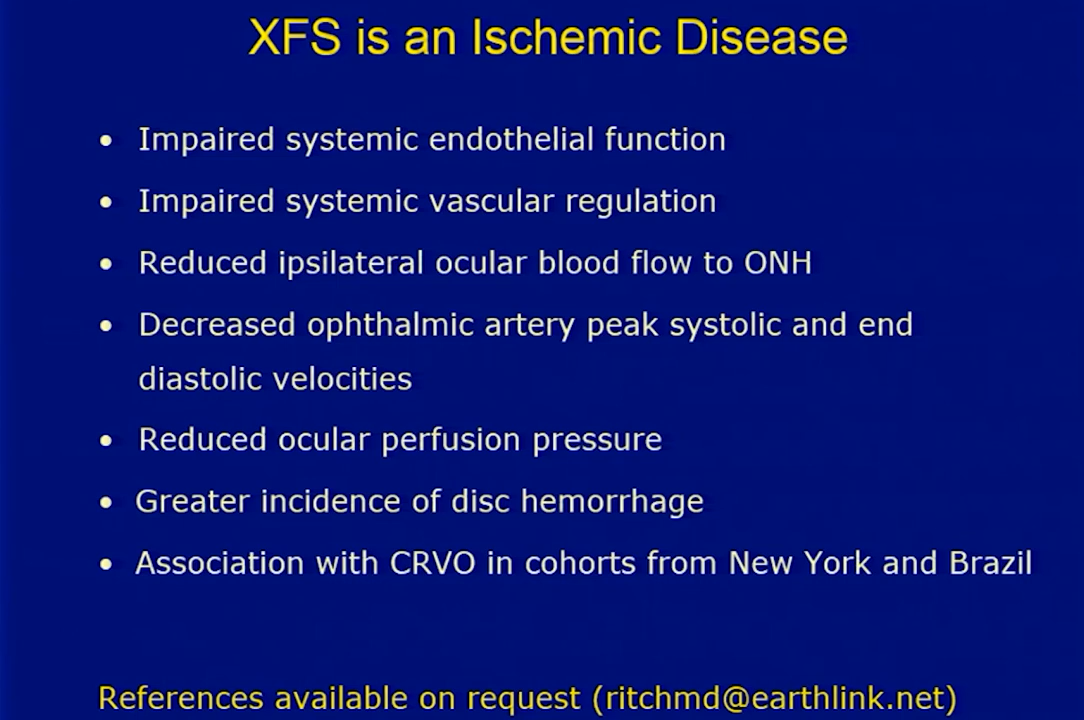 XFS is an Ischemic Disease
• Impaired systemic endothelial function
• Impaired systemic vascular regulation
• Reduced ipsilateral ocular blood flow to ONH
• Decreased ophthalmic artery peak systolic and end
diastolic velocities
• Reduced ocular perfusion pressure
• Greater incidence of disc hemorrhage
• Association with CRVO in cohorts from New York and Brazil
References available on request (ritchmd@earthlink.net)